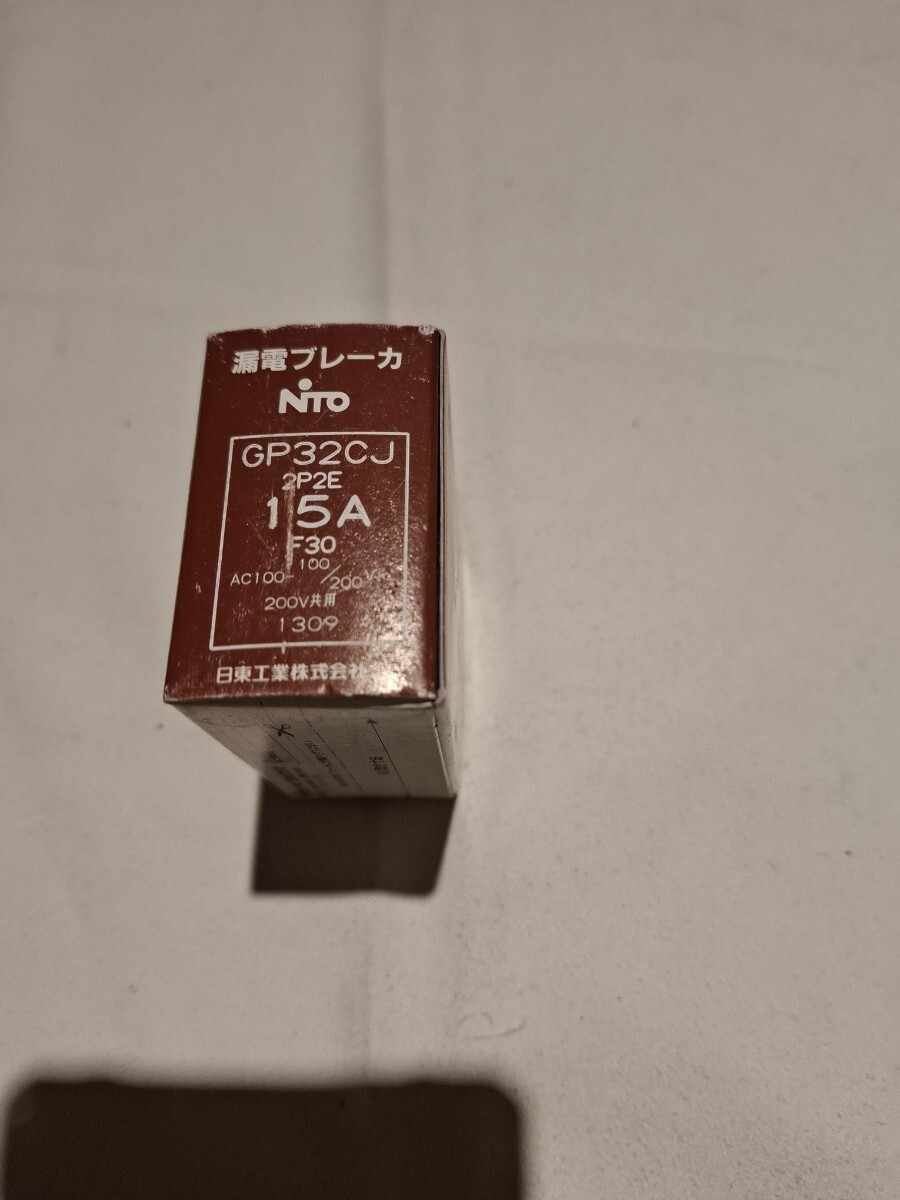 漏電ブレーカ
NiTO
GP32CJ
2P2E
15A
F30
AC100-100/200V
200V共用
1309
日東工業株式会社